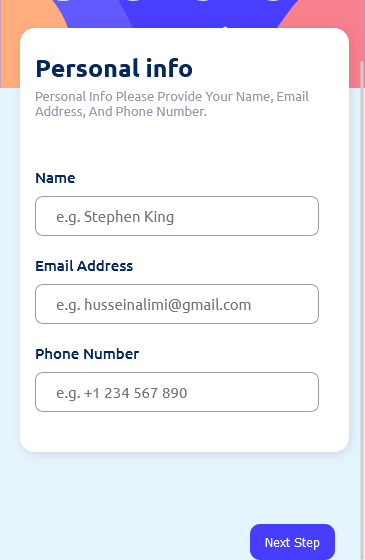 Personal info
Personal Info Please Provide Your Name, Email
Address, And Phone Number.
Name
e.g. Stephen King
Email Address
e.g. husseinalimi@gmail.com
Phone Number
e.g. +1 234 567 890
Next Step